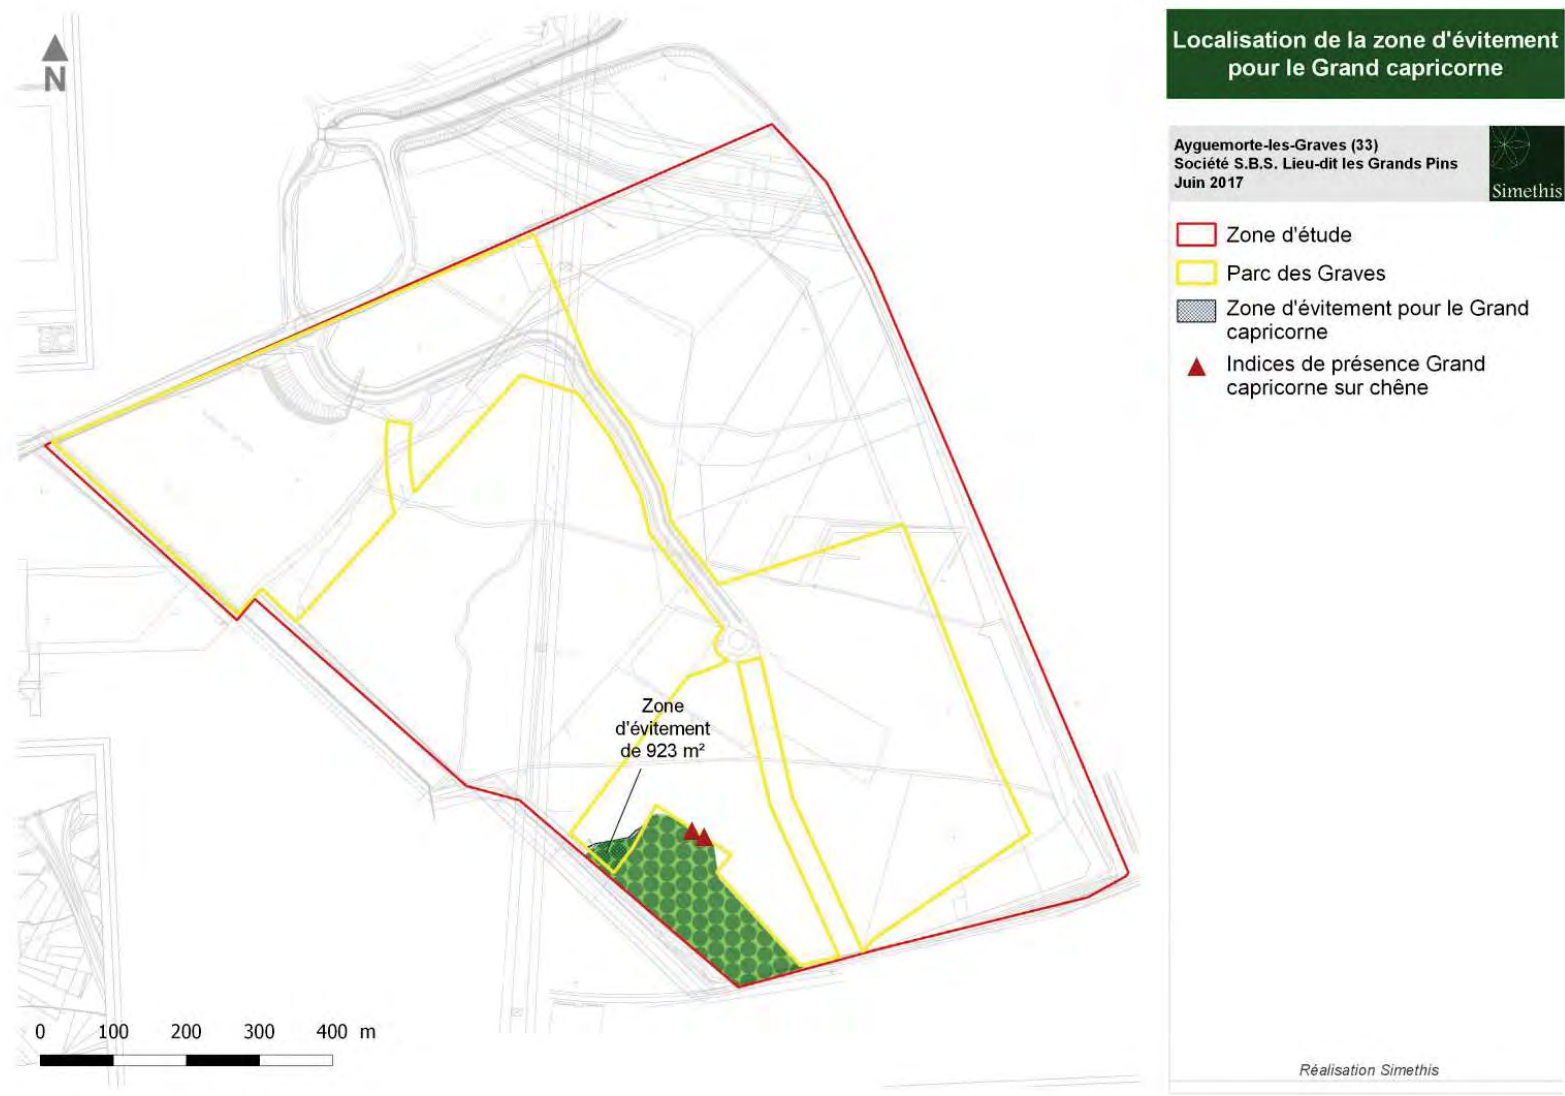 N
Localisation de la zone d'évitement
pour le Grand capricorne
Ayguemorte-les-Graves (33)
Société S.B.S. Lieu-dit les Grands Pins
Juin 2017
Simethis
Zone d'étude
Parc des Graves
Zone d'évitement pour le Grand
capricorne
Indices de présence Grand
capricorne sur chêne
Zone
d'évitement
de 923 m²
0 100 200 300 400 m
Réalisation Simethis